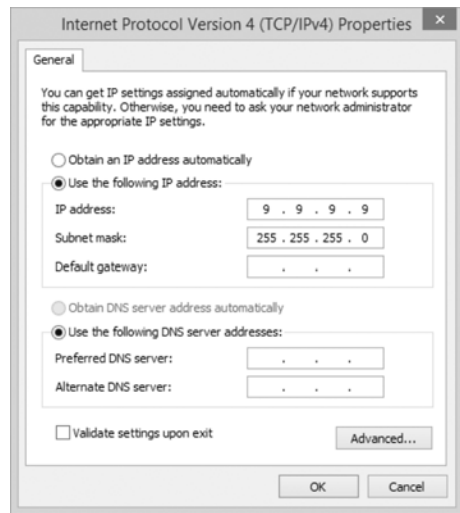 Internet Protocol Version 4 (TCP/IPv4) Properties
General
You can get IP settings assigned automatically if your network supports
this capability. Otherwise, you need to ask your network administrator
for the appropriate IP settings.
Obtain an IP address automatically
Use the following IP address:
IP address: 9 . 9 . 9 . 9
Subnet mask: 255 . 255 . 255 . 0
Default gateway: . . .
Obtain DNS server address automatically
Use the following DNS server addresses:
Preferred DNS server: . . .
Alternate DNS server: . . .
Validate settings upon exit
Advanced...
OK Cancel